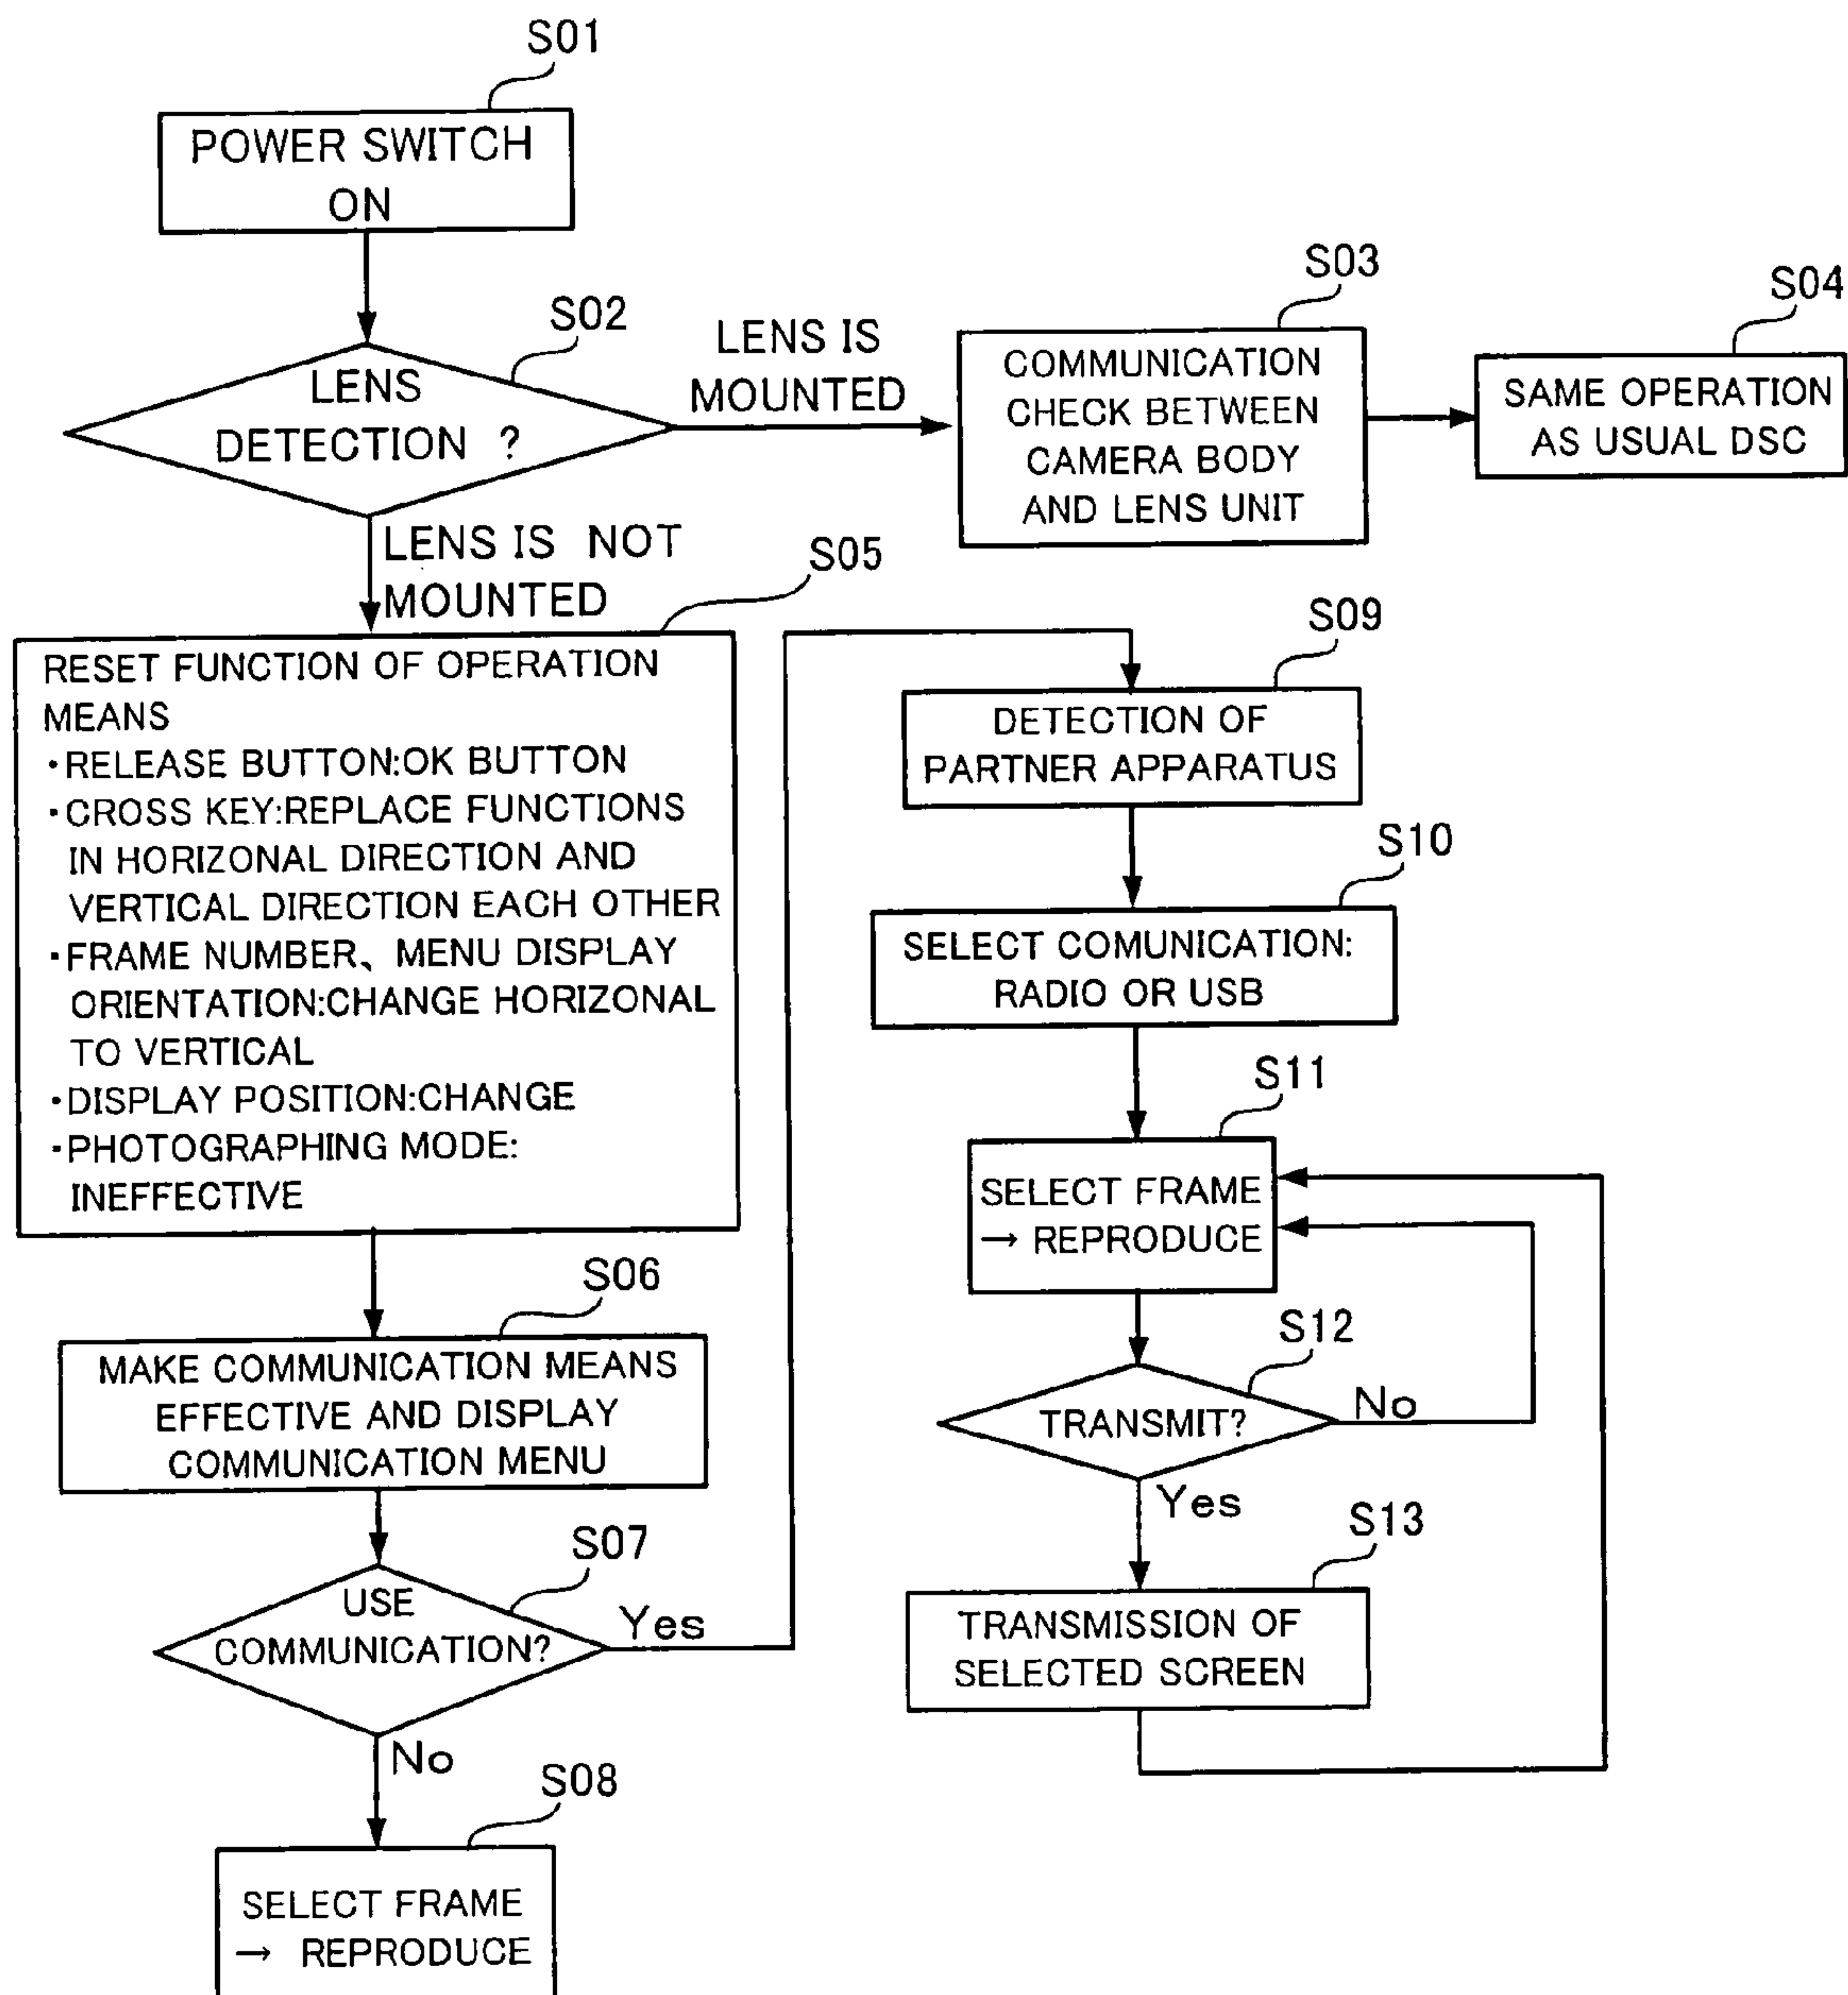 S01
POWER SWITCH
ON
S02
LENS
DETECTION ?
LENS IS
MOUNTED
S03
COMMUNICATION
CHECK BETWEEN
CAMERA BODY
AND LENS UNIT
S04
SAME OPERATION
AS USUAL DSC
LENS IS NOT
MOUNTED
S05
RESET FUNCTION OF OPERATION
MEANS
・RELEASE BUTTON:OK BUTTON
・CROSS KEY:REPLACE FUNCTIONS
IN HORIZONAL DIRECTION AND
VERTICAL DIRECTION EACH OTHER
・FRAME NUMBER、 MENU DISPLAY
ORIENTATION:CHANGE HORIZONAL
TO VERTICAL
・DISPLAY POSITION:CHANGE
・PHOTOGRAPHING MODE:
INEFFECTIVE
S06
MAKE COMMUNICATION MEANS
EFFECTIVE AND DISPLAY
COMMUNICATION MENU
S07
USE
COMMUNICATION?
Yes
No
S08
SELECT FRAME
→ REPRODUCE
S09
DETECTION OF
PARTNER APPARATUS
S10
SELECT COMUNICATION:
RADIO OR USB
S11
SELECT FRAME
→ REPRODUCE
S12
TRANSMIT?
No
Yes
S13
TRANSMISSION OF
SELECTED SCREEN